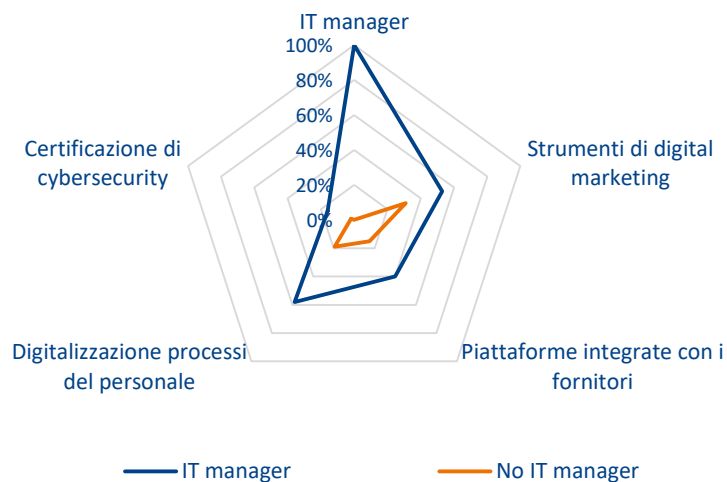 IT manager
100%
80%
60%
40%
20%
0%
Certificazione di
cybersecurity
Strumenti di digital
marketing
Digitalizzazione processi
del personale
Piattaforme integrate con i
fornitori
IT manager
No IT manager